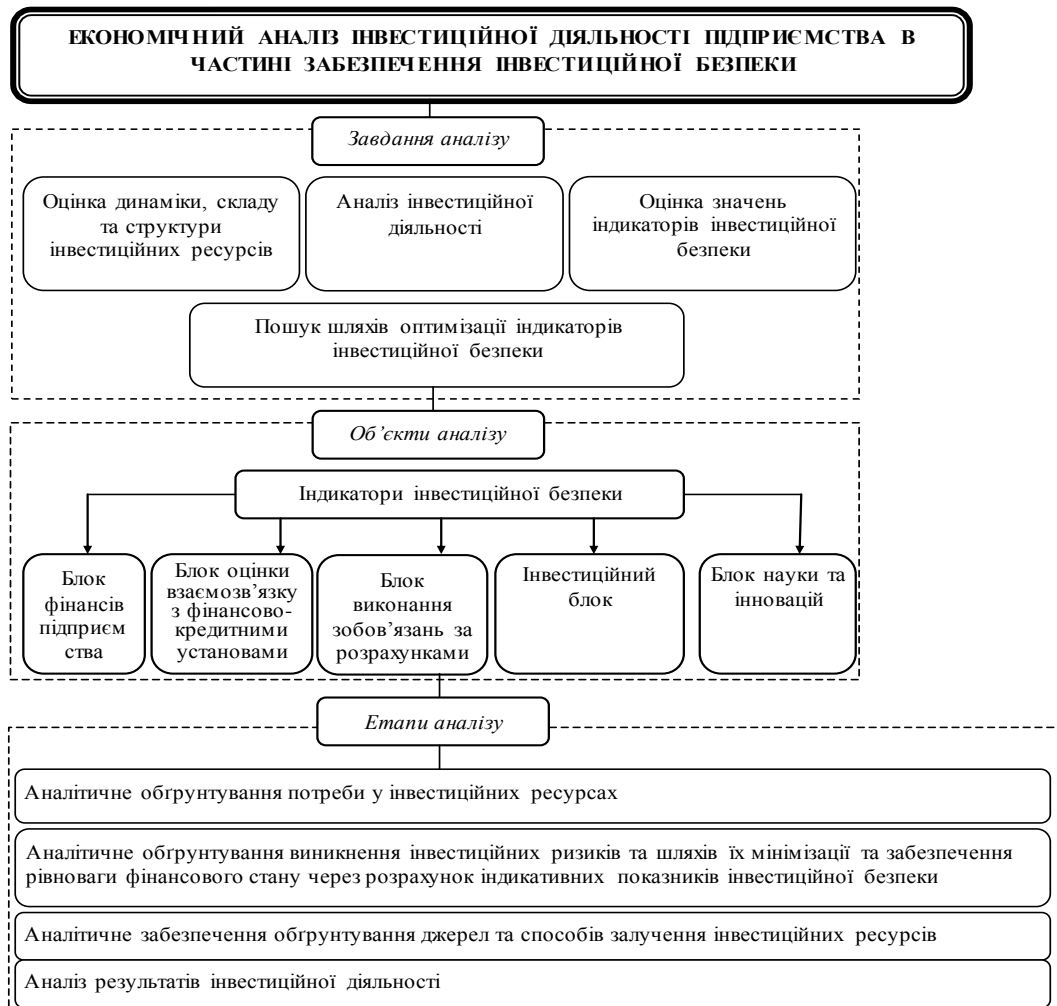 ЕКОНОМІЧНИЙ АНАЛІЗ ІНВЕСТИЦІЙНОЇ ДІЯЛЬНОСТІ ПІДПРИЄМСТВА В
ЧАСТИНІ ЗАБЕЗПЕЧЕННЯ ІНВЕСТИЦІЙНОЇ БЕЗПЕКИ
Завдання аналізу
Оцінка динаміки, складу
та структури
інвестиційних ресурсів
Аналіз інвестиційної
діяльності
Оцінка значень
індикаторів інвестиційної
безпеки
Пошук шляхів оптимізації індикаторів
інвестиційної безпеки
Об’єкти аналізу
Індикатори інвестиційної безпеки
Блок
фінансів
підприєм
ства
Блок оцінки
взаємозв’язку
з фінансово-
кредитними
установами
Блок
виконання
зобов’язань за
розрахунками
Інвестиційний
блок
Блок науки та
інновацій
Етапи аналізу
Аналітичне обґрунтування потреби у інвестиційних ресурсах
Аналітичне обґрунтування виникнення інвестиційних ризиків та шляхів їх мінімізації та забезпечення
рівноваги фінансового стану через розрахунок індикативних показників інвестиційної безпеки
Аналітичне забезпечення обґрунтування джерел та способів залучення інвестиційних ресурсів
Аналіз результатів інвестиційної діяльності